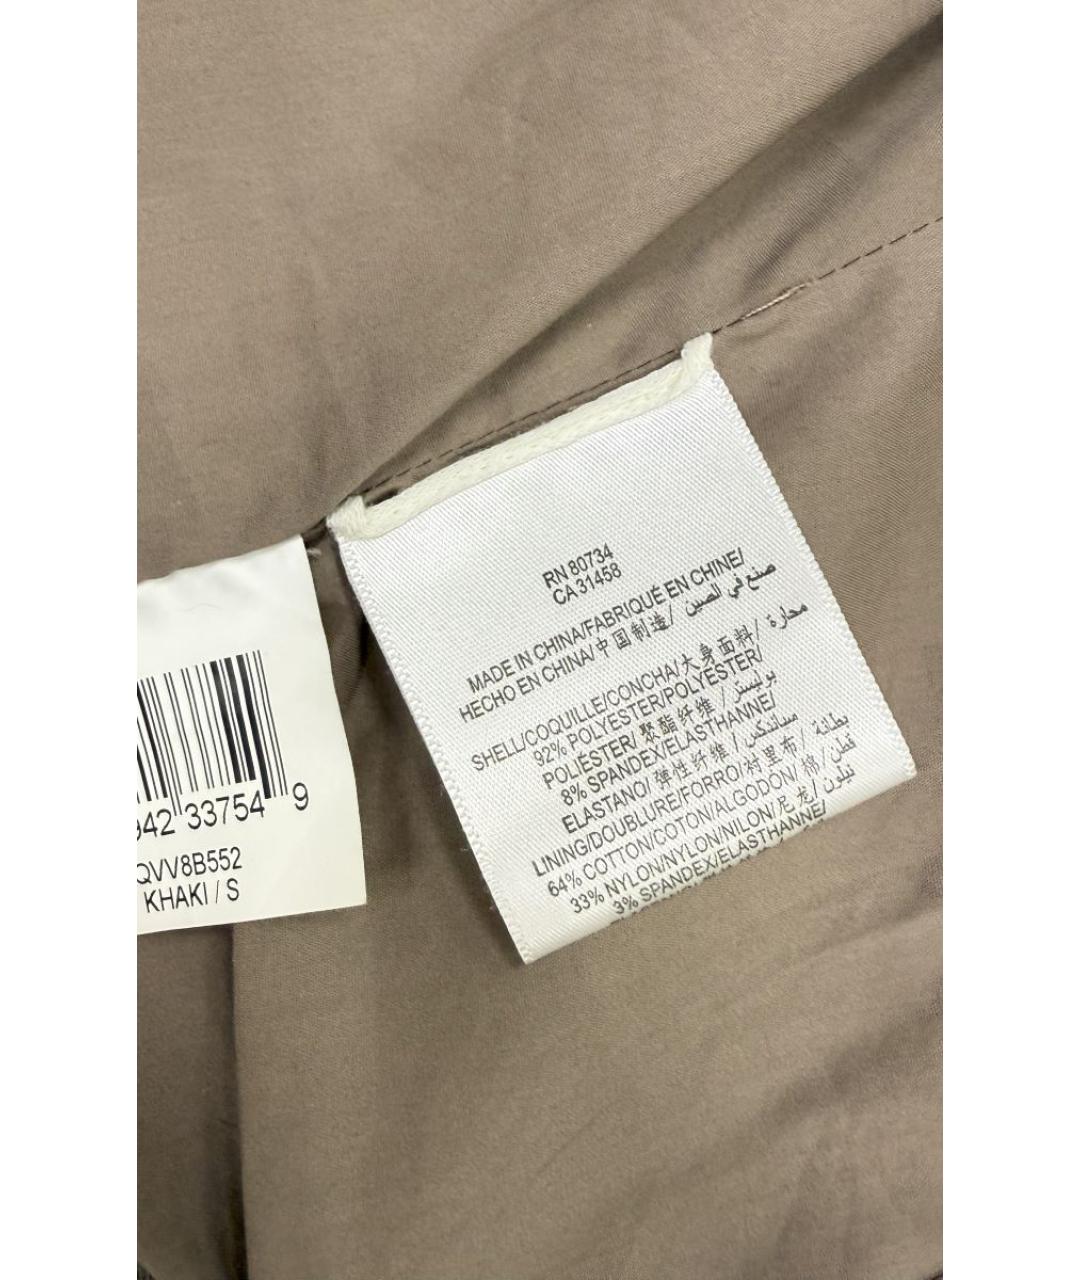 RN 80734
CA 31458
MADE IN CHINA/FABRIQUÉ EN CHINE/
HECHO EN CHINA/ 中国制造/ صنع في الصين
SHELL/COQUILLE/CONCHA/大身面料/ محارة
92% POLYESTER/POLYESTER/
POLIÉSTER/ 聚酯纤维 / بوليستر
8% SPANDEX/ELASTHANNE/
ELASTANO/ 弹性纤维 / سباندكس
LINING/DOUBLURE/FORRO/衬里布/ بطانة
64% COTTON/COTON/ALGODÓN/ 棉/ قطن
33% NYLON/NYLON/NILON/尼龙/ نيلون
3% SPANDEX/ELASTHANNE/
942 33754 9
QVV8B552
KHAKI / S